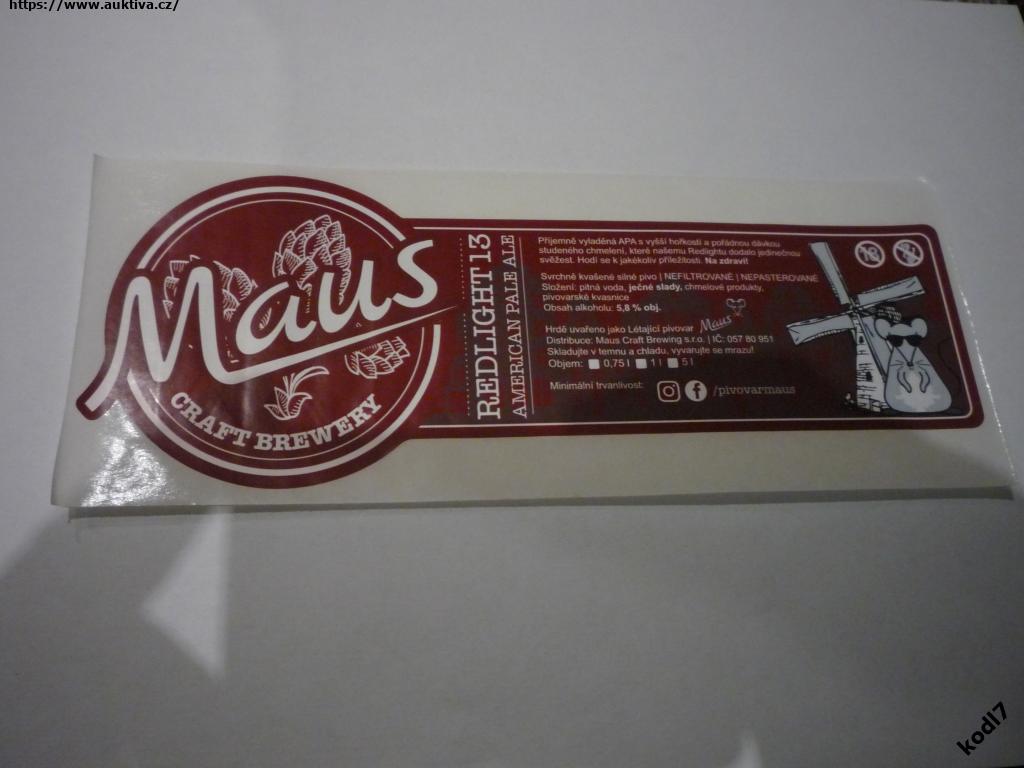 https://www.auktiva.cz/
Maus
CRAFT BREWERY
REDLIGHT 13
AMERICAN PALE ALE
Příjemně vyladěná APA s vyšší hořkostí a pořádnou dávkou
studeného chmelení, které našemu Redlightu dodalo jedinečnou
svěžest. Hodí se k jakékoliv příležitosti. Na zdraví!
Svrchně kvašené silné pivo | NEFILTROVANÉ | NEPASTEROVANÉ
Složení: pitná voda, ječné slady, chmelové produkty,
pivovarské kvasnice
Obsah alkoholu: 5,8 % obj.
Hrdě uvařeno jako Létající pivovar Maus
Distribuce: Maus Craft Brewing s.r.o. | IČ: 057 80 951
Skladujte v temnu a chladu, vyvarujte se mrazu!
Objem: 0,75 l 1 l 5 l
Minimální trvanlivost: /pivovarmaus
18
kodl7